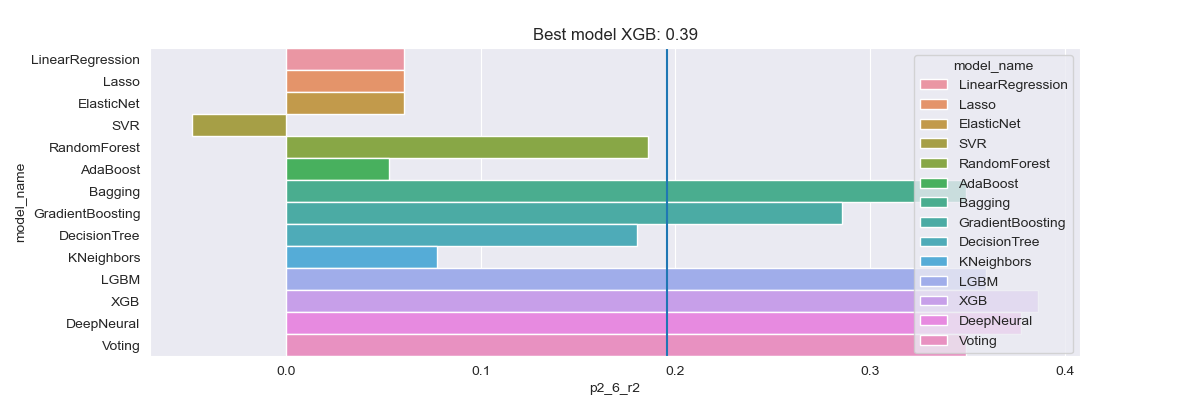 Best model XGB: 0.39
model_name
LinearRegression
Lasso
ElasticNet
SVR
RandomForest
AdaBoost
Bagging
GradientBoosting
DecisionTree
KNeighbors
LGBM
XGB
DeepNeural
Voting
model_name
LinearRegression
Lasso
ElasticNet
SVR
RandomForest
AdaBoost
Bagging
GradientBoosting
DecisionTree
KNeighbors
LGBM
XGB
DeepNeural
Voting
0.0 0.1 0.2 0.3 0.4
p2_6_r2